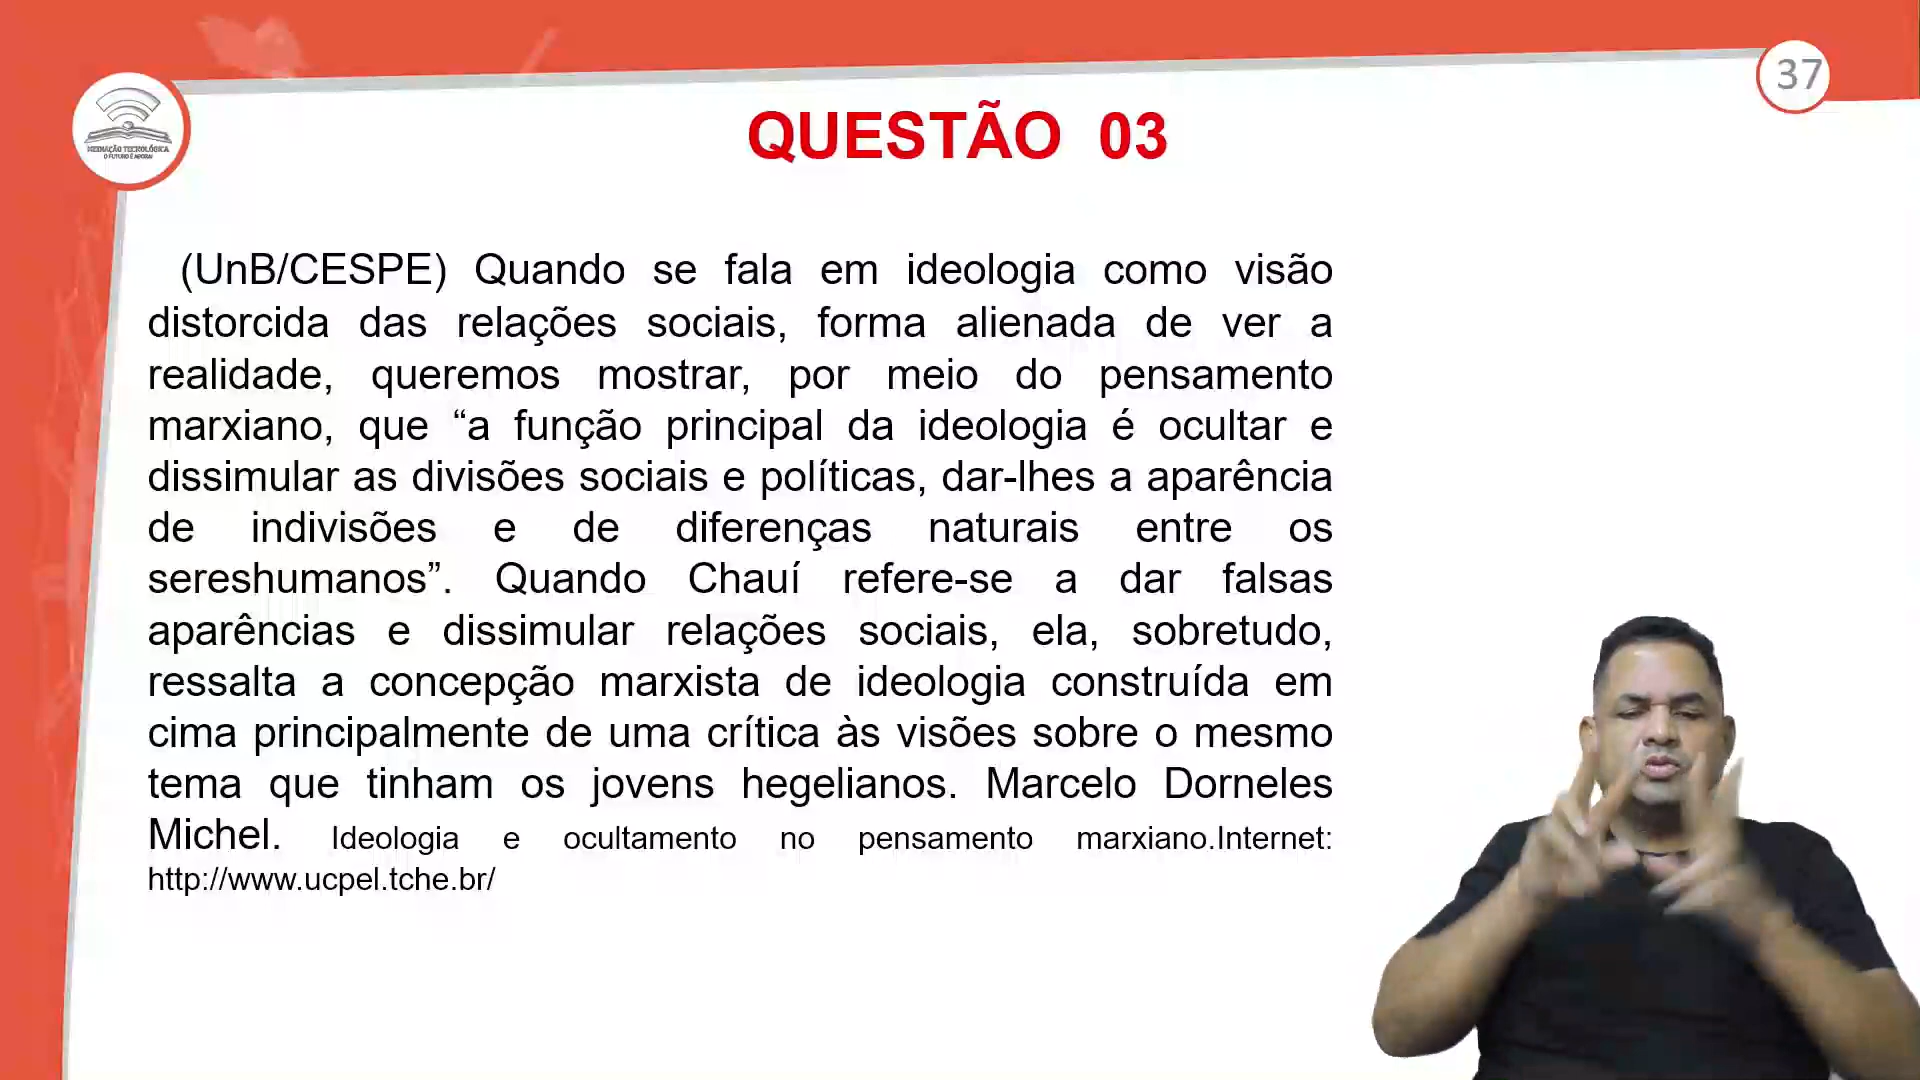 37
MEDIAÇÃO TECNOLÓGICA
O FUTURO É AGORA!
QUESTÃO 03
(UnB/CESPE) Quando se fala em ideologia como visão
distorcida das relações sociais, forma alienada de ver a
realidade, queremos mostrar, por meio do pensamento
marxiano, que “a função principal da ideologia é ocultar e
dissimular as divisões sociais e políticas, dar-lhes a aparência
de indivisões e de diferenças naturais entre os
sereshumanos”. Quando Chauí refere-se a dar falsas
aparências e dissimular relações sociais, ela, sobretudo,
ressalta a concepção marxista de ideologia construída em
cima principalmente de uma crítica às visões sobre o mesmo
tema que tinham os jovens hegelianos. Marcelo Dorneles
Michel. Ideologia e ocultamento no pensamento marxiano.Internet:
http://www.ucpel.tche.br/